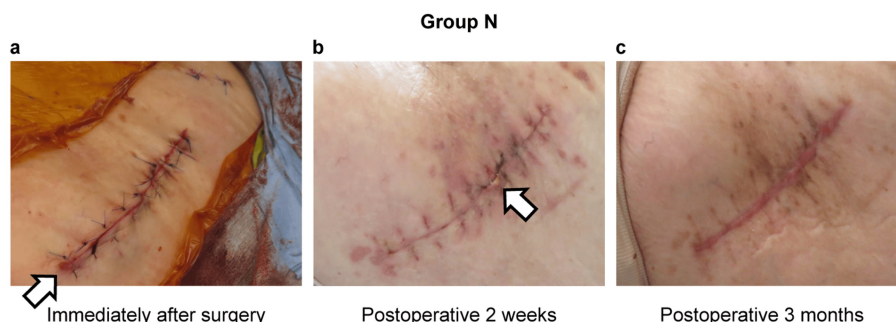 Group N
a
b
c
Immediately after surgery
Postoperative 2 weeks
Postoperative 3 months